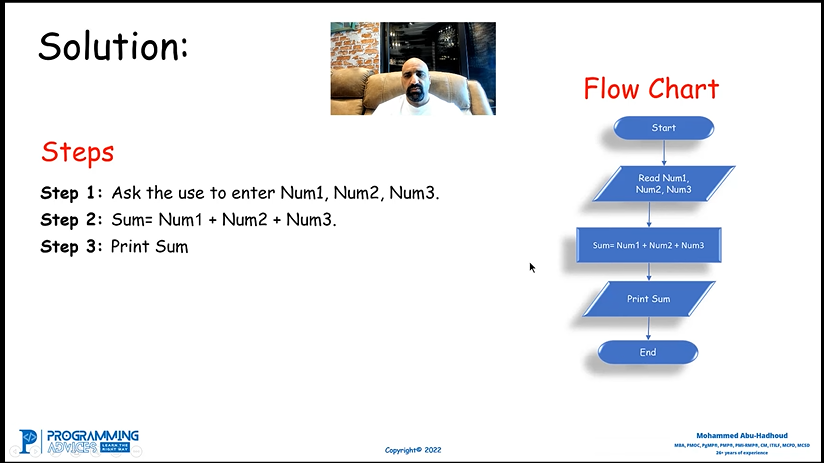 Solution:
Flow Chart
Steps
Step 1: Ask the use to enter Num1, Num2, Num3.
Step 2: Sum= Num1 + Num2 + Num3.
Step 3: Print Sum
Start
Read Num1,
Num2, Num3
Sum= Num1 + Num2 + Num3
Print Sum
End
PROGRAMMING
ADVICES
LEARN THE
RIGHT WAY
Copyright© 2022
Mohammed Abu-Hadhoud
MBA, PMOC, PgMP®, PMP®, PMI-RMP®, CM, ITILF, MCPD, MCSD
26+ years of experience